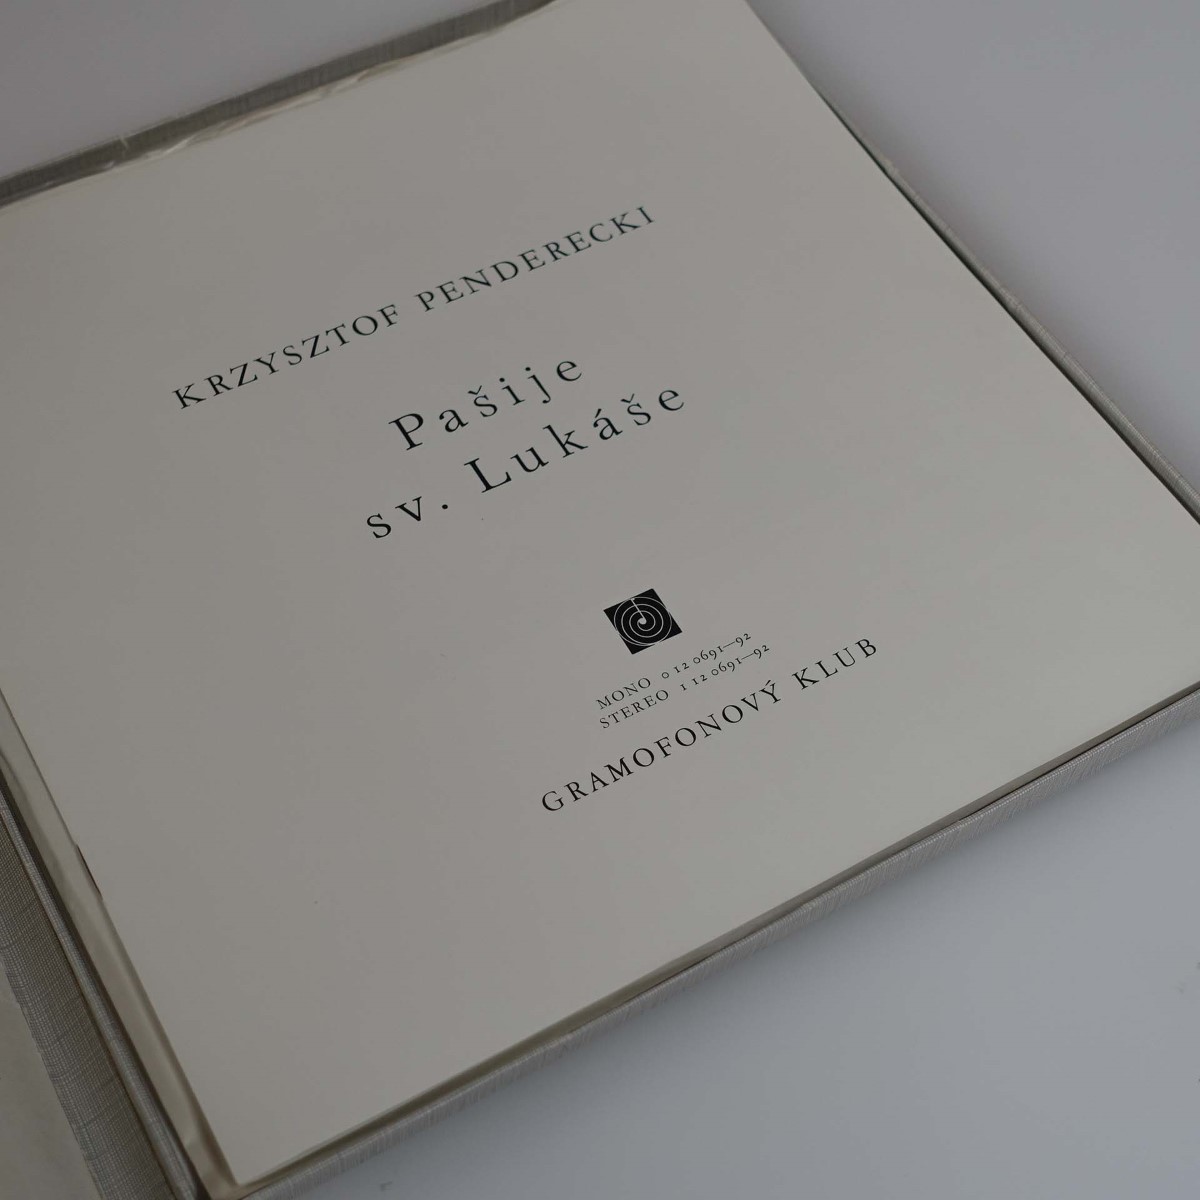 KRZYSZTOF PENDERECKI
Pašije
sv. Lukáše
MONO 0 12 0691—92
STEREO 1 12 0691—92
GRAMOFONOVÝ KLUB